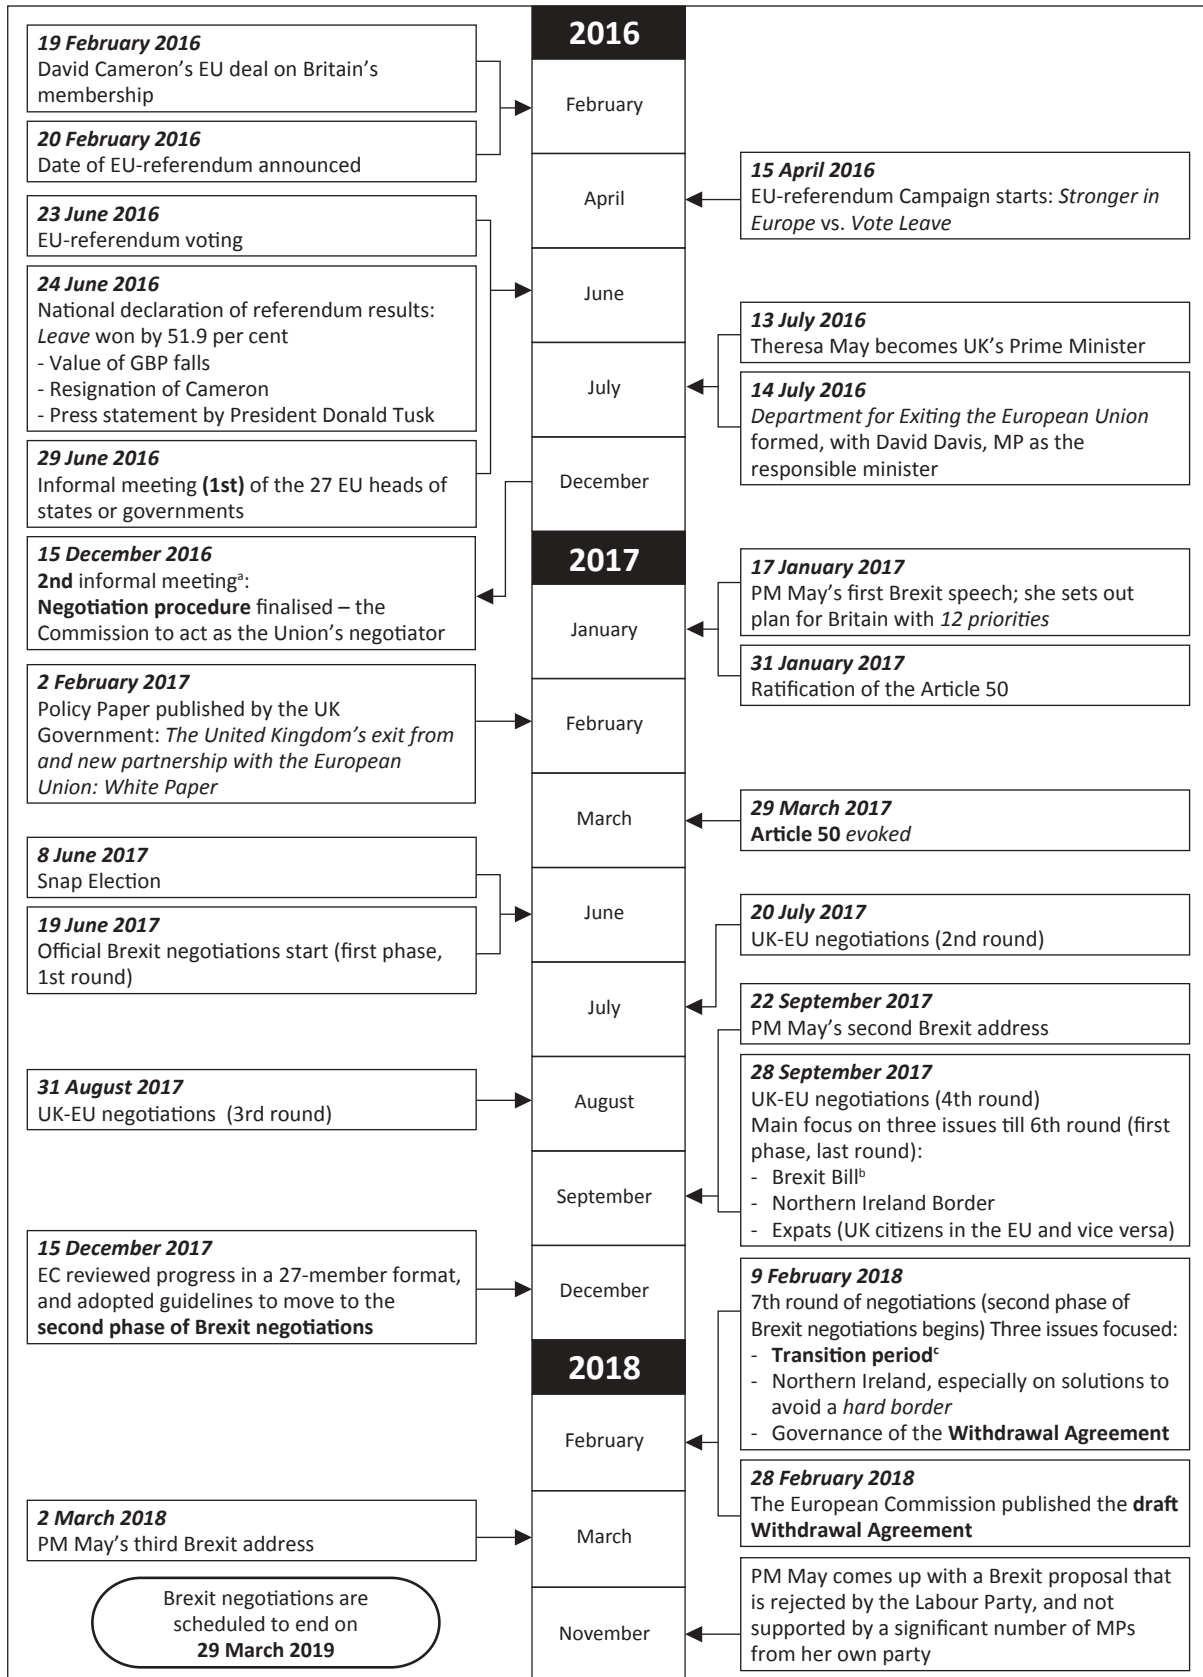 2016
19 February 2016
David Cameron's EU deal on Britain's
membership
February
20 February 2016
Date of EU-referendum announced
15 April 2016
EU-referendum Campaign starts: Stronger in
Europe vs. Vote Leave
April
23 June 2016
EU-referendum voting
24 June 2016
National declaration of referendum results:
Leave won by 51.9 per cent
- Value of GBP falls
- Resignation of Cameron
- Press statement by President Donald Tusk
June
29 June 2016
Informal meeting (1st) of the 27 EU heads of
states or governments
13 July 2016
Theresa May becomes UK's Prime Minister
July
14 July 2016
Department for Exiting the European Union
formed, with David Davis, MP as the
responsible minister
December
15 December 2016
2nd informal meetingᵃ:
Negotiation procedure finalised – the
Commission to act as the Union's negotiator
2017
17 January 2017
PM May's first Brexit speech; she sets out
plan for Britain with 12 priorities
January
31 January 2017
Ratification of the Article 50
2 February 2017
Policy Paper published by the UK
Government: The United Kingdom's exit from
and new partnership with the European
Union: White Paper
February
March
29 March 2017
Article 50 evoked
8 June 2017
Snap Election
June
19 June 2017
Official Brexit negotiations start (first phase,
1st round)
20 July 2017
UK-EU negotiations (2nd round)
July
22 September 2017
PM May's second Brexit address
31 August 2017
UK-EU negotiations (3rd round)
August
28 September 2017
UK-EU negotiations (4th round)
Main focus on three issues till 6th round (first
phase, last round):
- Brexit Billᵇ
- Northern Ireland Border
- Expats (UK citizens in the EU and vice versa)
September
15 December 2017
EC reviewed progress in a 27-member format,
and adopted guidelines to move to the
second phase of Brexit negotiations
December
2018
9 February 2018
7th round of negotiations (second phase of
Brexit negotiations begins) Three issues focused:
- Transition periodᶜ
- Northern Ireland, especially on solutions to
avoid a hard border
- Governance of the Withdrawal Agreement
February
28 February 2018
The European Commission published the draft
Withdrawal Agreement
2 March 2018
PM May's third Brexit address
March
Brexit negotiations are
scheduled to end on
29 March 2019
November
PM May comes up with a Brexit proposal that
is rejected by the Labour Party, and not
supported by a significant number of MPs
from her own party